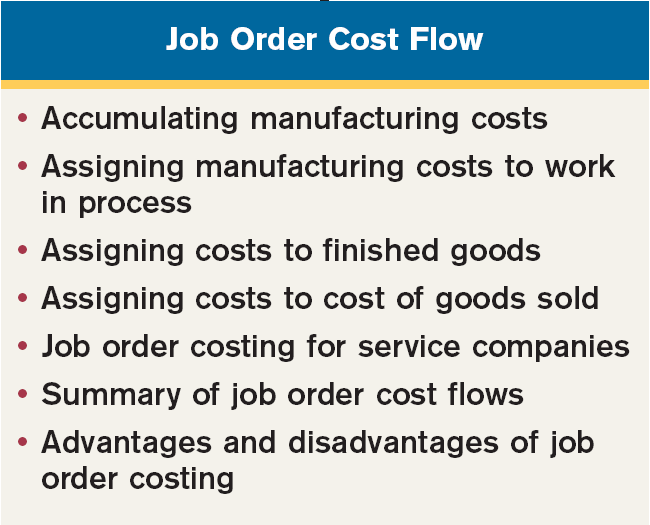 Job Order Cost Flow
• Accumulating manufacturing costs
• Assigning manufacturing costs to work
in process
• Assigning costs to finished goods
• Assigning costs to cost of goods sold
• Job order costing for service companies
• Summary of job order cost flows
• Advantages and disadvantages of job
order costing